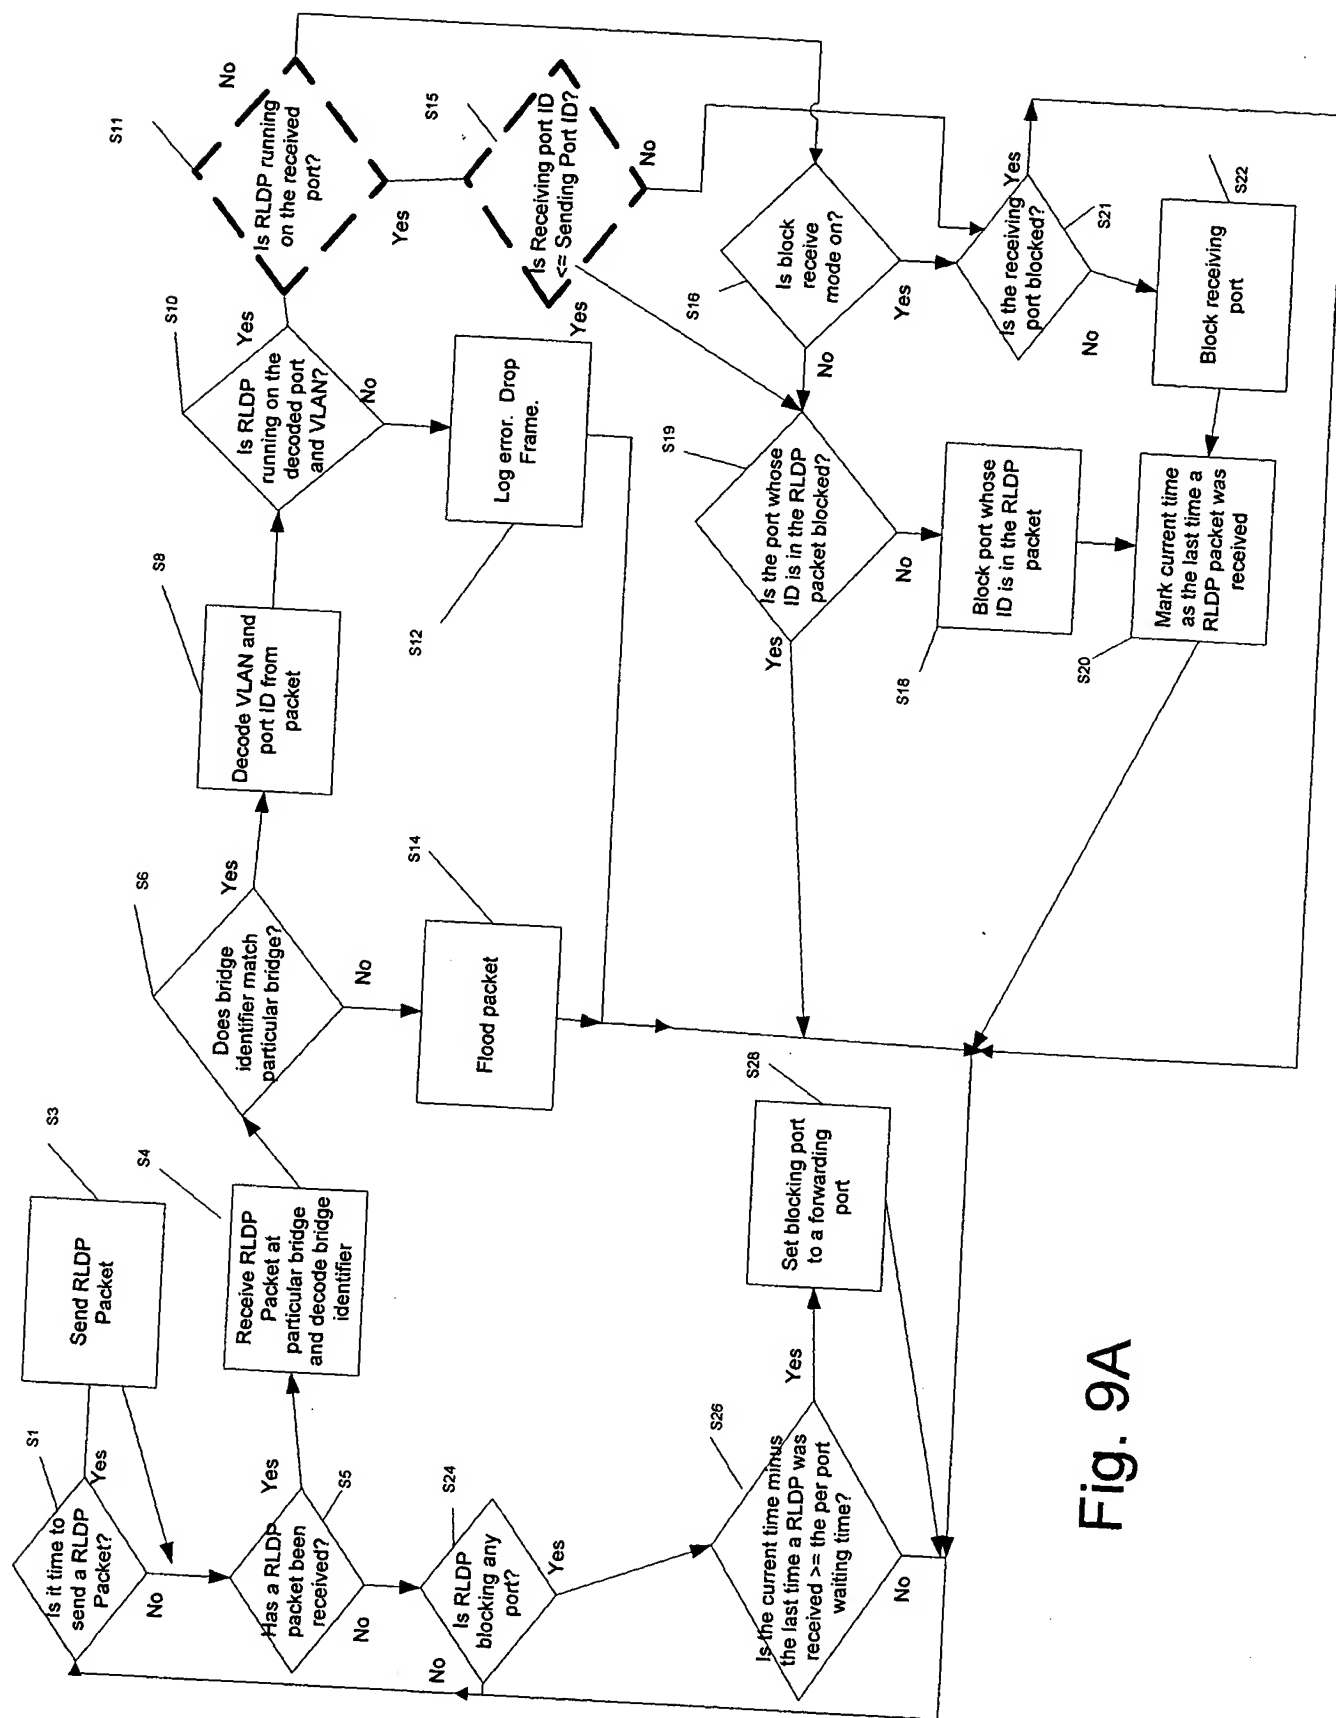 S1
Is it time to
send a RLDP
Packet?
Yes
No
S3
Send RLDP
Packet
Has a RLDP
packet been
received?
S5
Yes
No
S4
Receive RLDP
Packet at
particular bridge
and decode bridge
identifier
S6
Does bridge
identifier match
particular bridge?
Yes
No
S14
Flood packet
S8
Decode VLAN and
port ID from
packet
S10
Is RLDP
running on the
decoded port
and VLAN?
Yes
No
S12
Log error. Drop
Frame.
S11
Is RLDP running
on the received
port?
No
Yes
S15
Is Receiving port ID
<= Sending Port ID?
Yes
No
S16
Is block
receive
mode on?
No
Yes
S19
Is the port whose
ID is in the RLDP
packet blocked?
Yes
No
S18
Block port whose
ID is in the RLDP
packet
Is the receiving
port blocked?
S21
Yes
No
S22
Block receiving
port
S20
Mark current time
as the last time a
RLDP packet was
received
S24
Is RLDP
blocking any
port?
No
Yes
S26
Is the current time minus
the last time a RLDP was
received >= the per port
waiting time?
Yes
No
S28
Set blocking port
to a forwarding
port
Fig. 9A